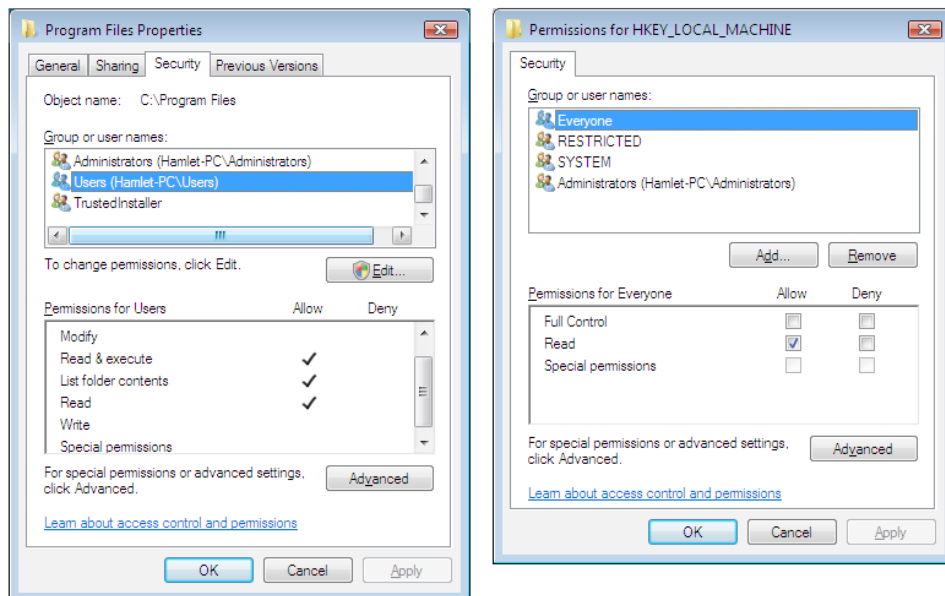 Program Files Properties
General Sharing Security Previous Versions
Object name: C:\Program Files
Group or user names:
Administrators (Hamlet-PC\Administrators)
Users (Hamlet-PC\Users)
TrustedInstaller
To change permissions, click Edit.
Edit...
Permissions for Users Allow Deny
Modify
Read & execute
List folder contents
Read
Write
Special permissions
For special permissions or advanced settings,
click Advanced.
Advanced
Learn about access control and permissions
OK Cancel Apply
Permissions for HKEY_LOCAL_MACHINE
Security
Group or user names:
Everyone
RESTRICTED
SYSTEM
Administrators (Hamlet-PC\Administrators)
Add... Remove
Permissions for Everyone Allow Deny
Full Control
Read
Special permissions
For special permissions or advanced settings,
click Advanced.
Advanced
Learn about access control and permissions
OK Cancel Apply